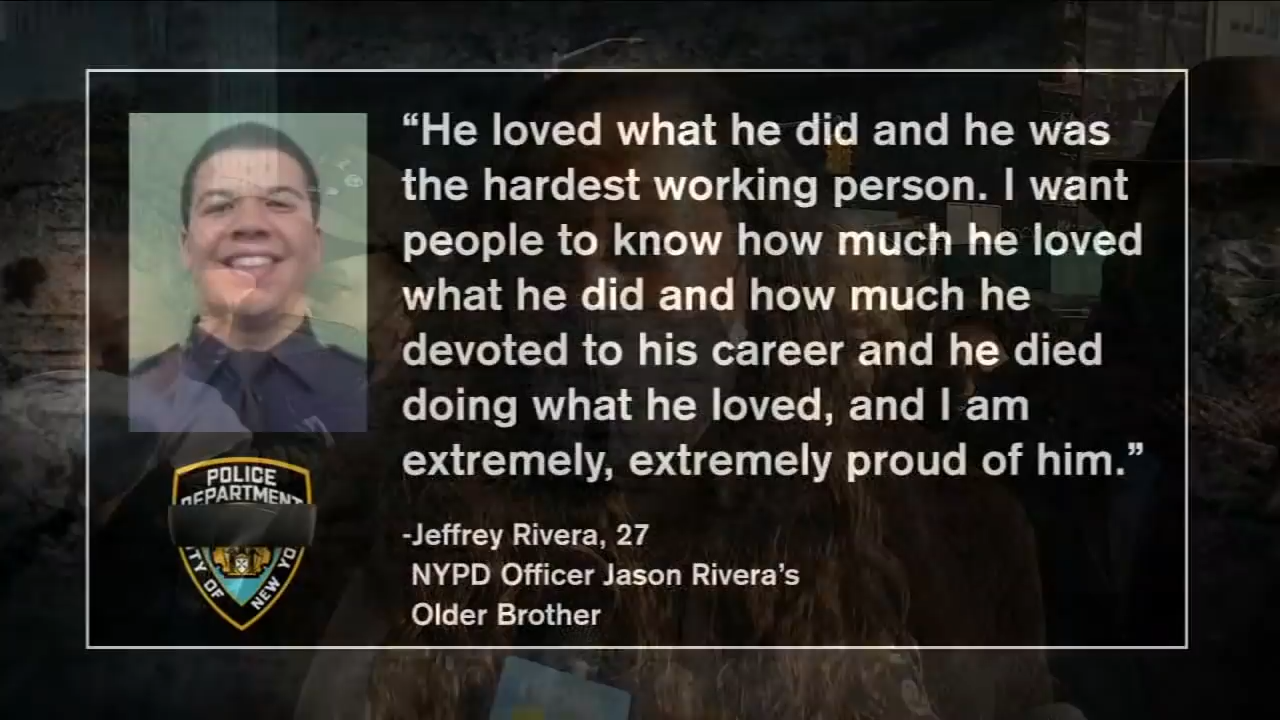 “He loved what he did and he was
the hardest working person. I want
people to know how much he loved
what he did and how much he
devoted to his career and he died
doing what he loved, and I am
extremely, extremely proud of him.”
-Jeffrey Rivera, 27
NYPD Officer Jason Rivera’s
Older Brother
POLICE
DEPARTMENT
OF
NEW